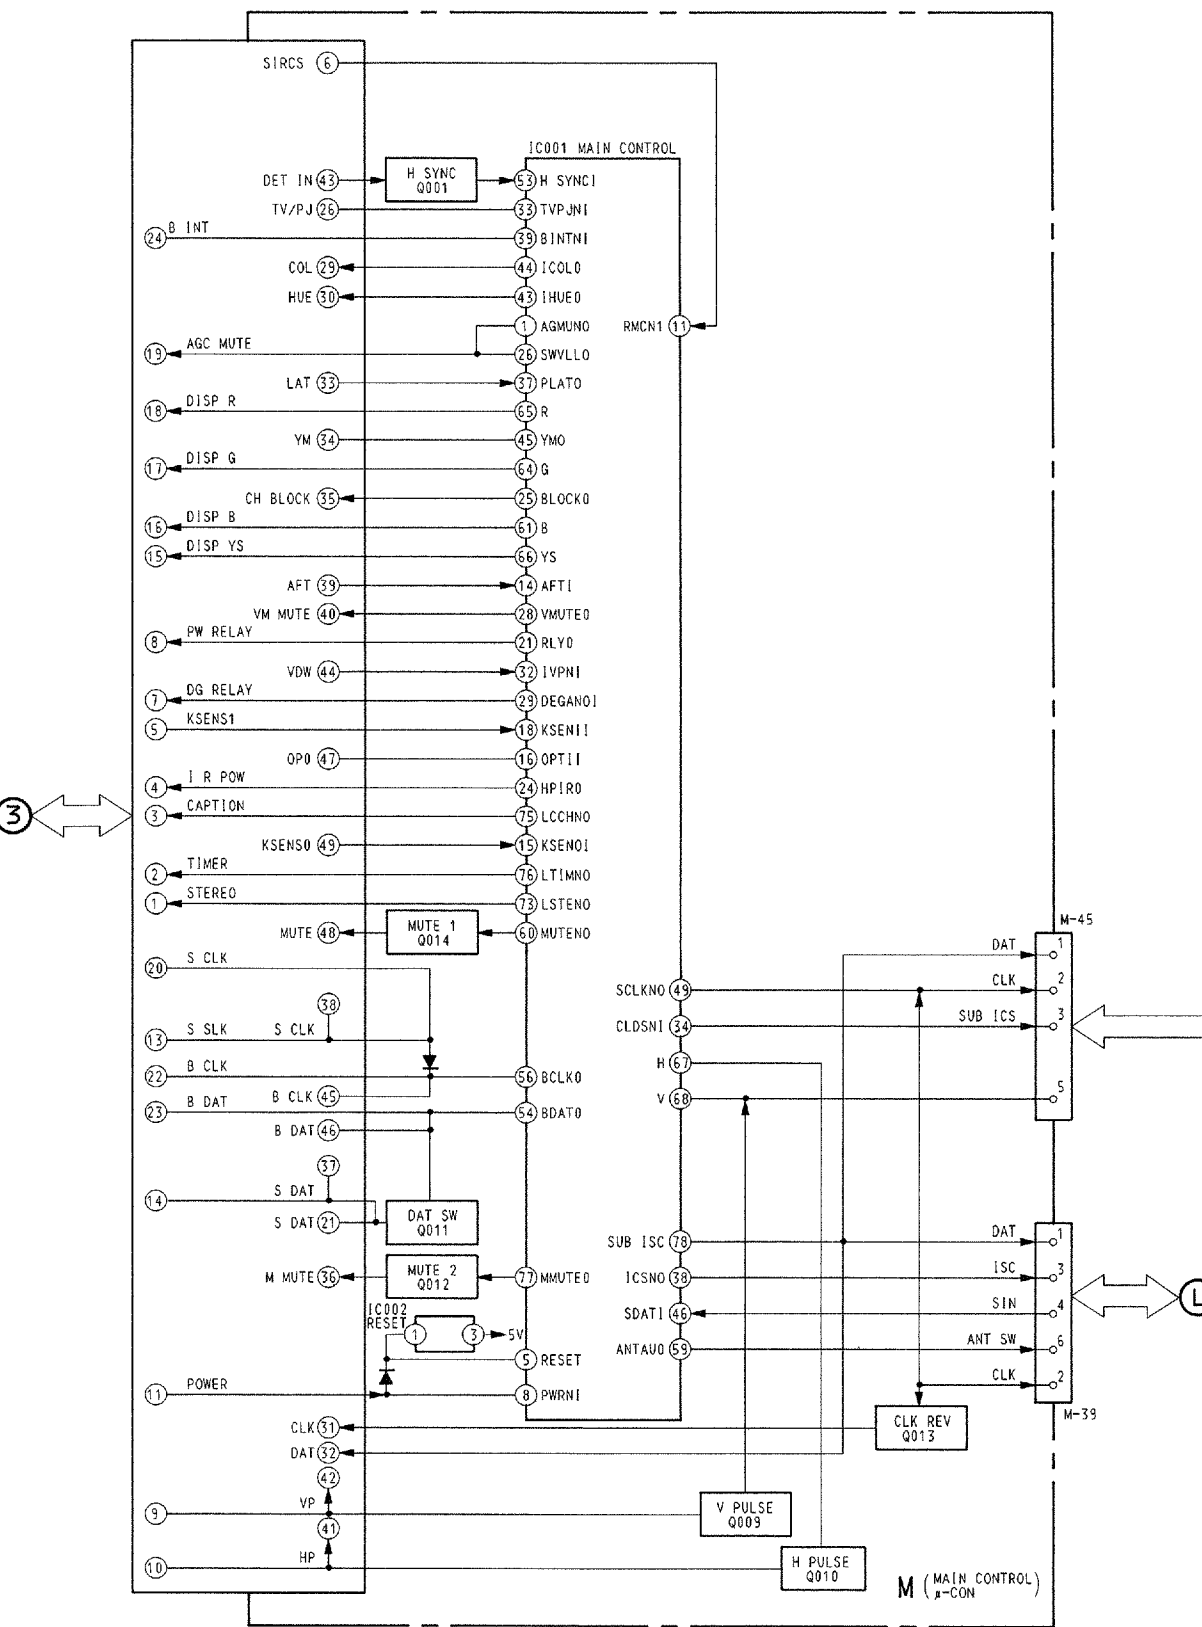 SIRCS 6
IC001 MAIN CONTROL
DET IN 43 H SYNC Q001 53 H SYNCI
TV/PJ 26 33 TVPJNI
24 B INT 39 BINTNI
COL 29 44 ICOLO
HUE 30 43 IHUEO
1 AGMUNO RMCN1 11
19 AGC MUTE 26 SWVLLO
LAT 33 37 PLATO
18 DISP R 65 R
YM 34 45 YMO
17 DISP G 64 G
CH BLOCK 35 25 BLOCKO
16 DISP B 61 B
15 DISP YS 66 YS
AFT 39 14 AFTI
VM MUTE 40 28 VMUTEO
8 PW RELAY 21 RLYO
VDW 44 32 IVPNI
7 DG RELAY 29 DEGANOI
5 KSENS1 18 KSENII
OPO 47 16 OPTII
4 I R POW 24 HPIRO
3
3 CAPTION 75 LCCHNO
KSENSO 49 15 KSENOI
2 TIMER 76 LTIMNO
1 STEREO 73 LSTENO
MUTE 48 MUTE 1 Q014 60 MUTENO
M-45
DAT 1
20 S CLK
SCLKNO 49 CLK 2
38
13 S SLK S CLK
CLDSNI 34 SUB ICS 3
H 67
22 B CLK 56 BCLKO
B CLK 45
V 68 5
23 B DAT 54 BDATO
B DAT 46
37
14 S DAT
S DAT 21 DAT SW Q011
SUB ISC 78 DAT 1
M MUTE 36 MUTE 2 Q012 77 MMUTEO
ICSNO 38 ISC 3
L
SDATI 46 SIN 4
IC002 RESET 1 3 5V
ANTAUO 59 ANT SW 6
5 RESET
CLK 2
11 POWER 8 PWRNI
M-39
CLK 31 CLK REV Q013
DAT 32
42
9 VP V PULSE Q009
41
10 HP H PULSE Q010
M (MAIN CONTROL) μ-CON